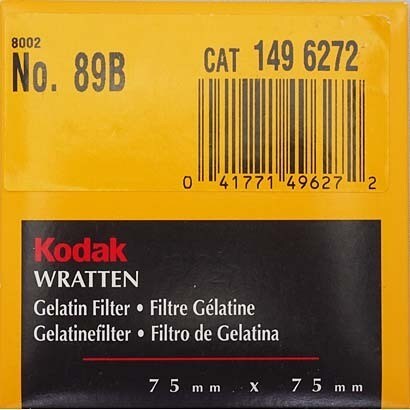 8002
No. 89B
CAT 149 6272
0 41771 49627 2
Kodak
WRATTEN
Gelatin Filter • Filtre Gélatine
Gelatinefilter • Filtro de Gelatina
75 mm x 75 mm